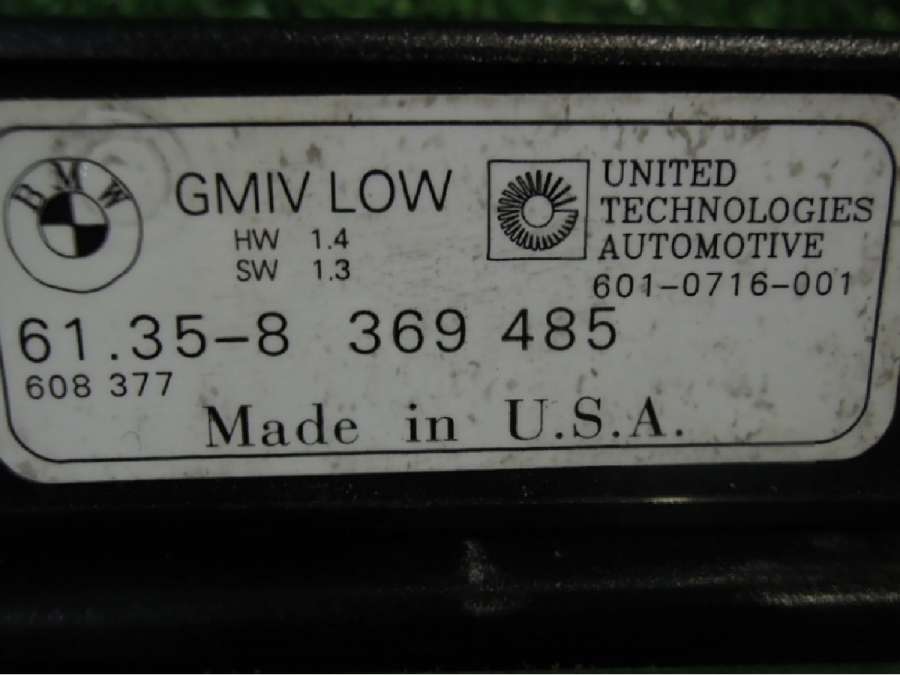 BMW
GMIV LOW
HW 1.4
SW 1.3
UNITED
TECHNOLOGIES
AUTOMOTIVE
601-0716-001
61.35-8 369 485
608 377
Made in U.S.A.